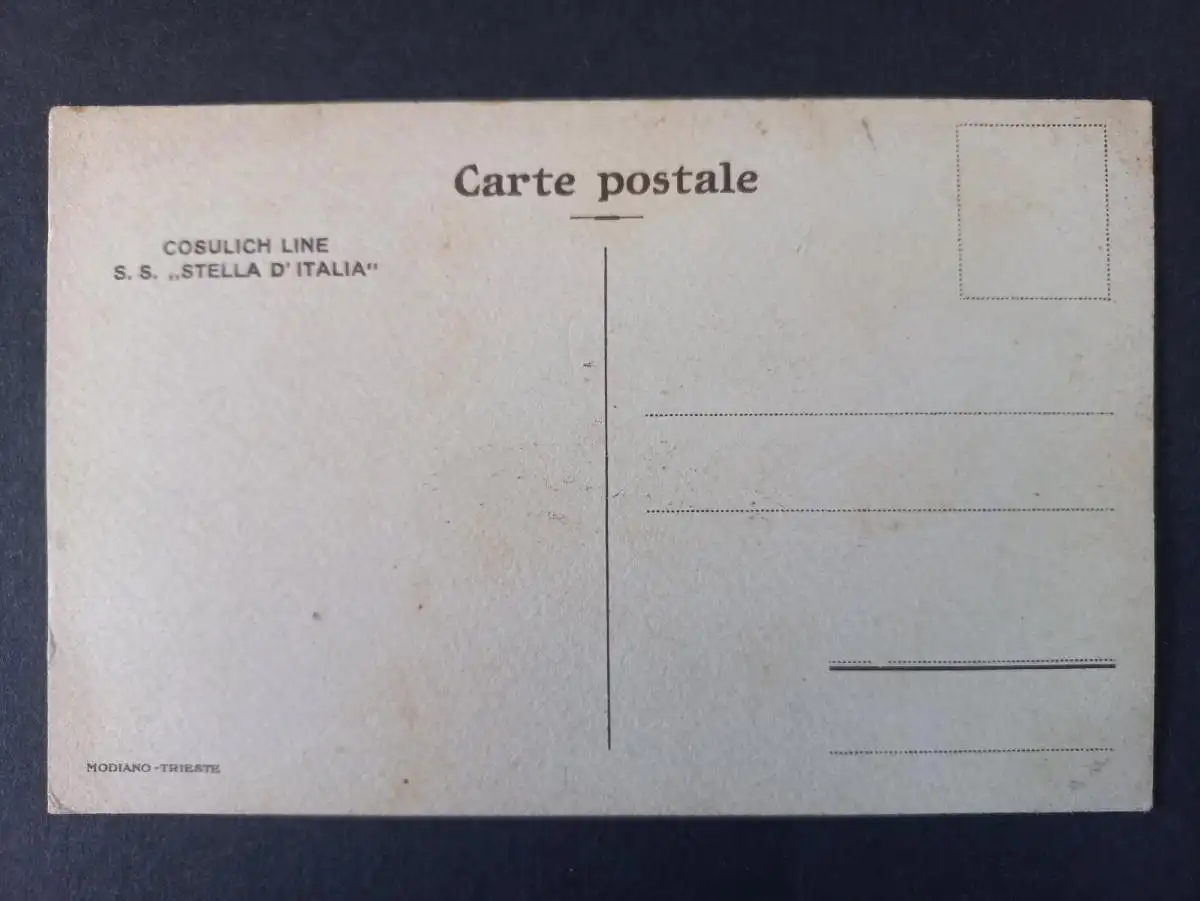 Carte postale
COSULICH LINE
S. S. „STELLA D'ITALIA"
MODIANO - TRIESTE